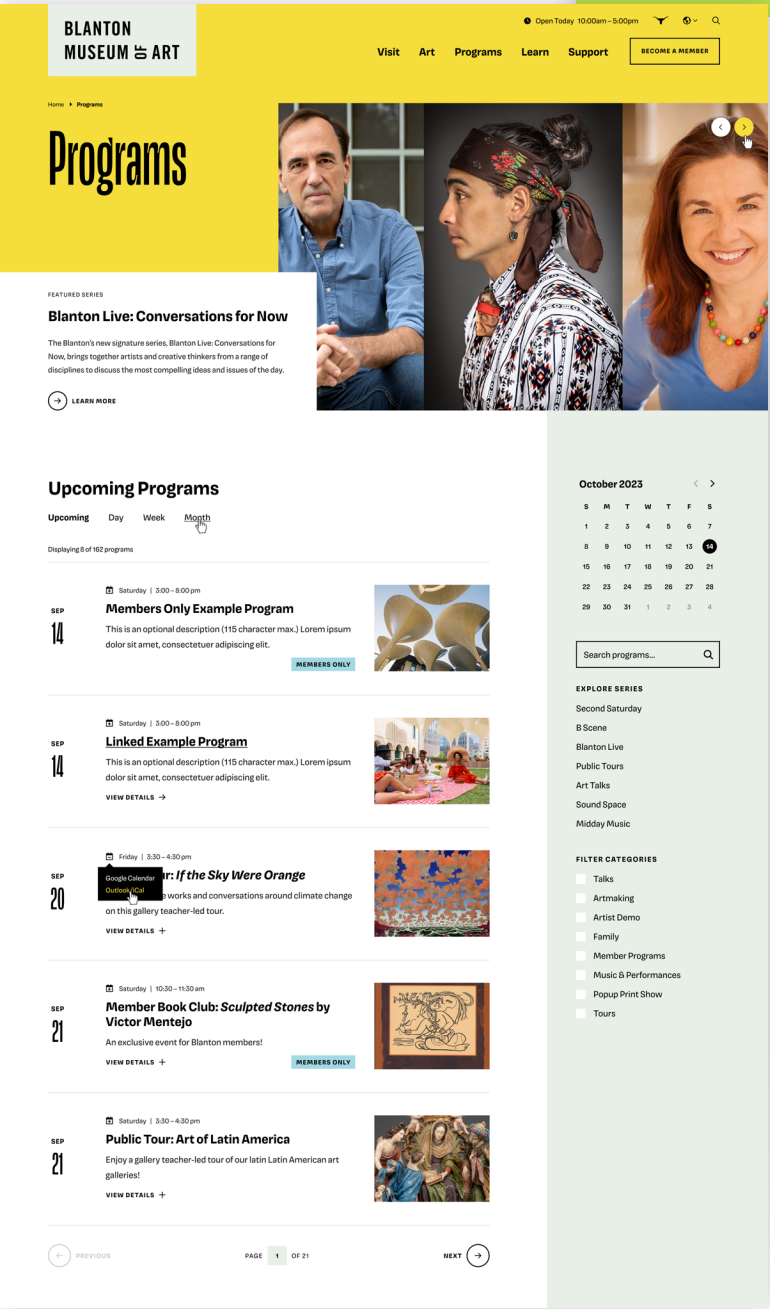 BLANTON
MUSEUM OF ART
Open Today 10:00am – 5:00pm
Visit Art Programs Learn Support BECOME A MEMBER
Home Programs
Programs
FEATURED SERIES
Blanton Live: Conversations for Now
The Blanton's new signature series, Blanton Live: Conversations for
Now, brings together artists and creative thinkers from a range of
disciplines to discuss the most compelling ideas and issues of the day.
LEARN MORE
Upcoming Programs
Upcoming Day Week Month
Displaying 8 of 162 programs
SEP
14
Saturday | 3:00 – 8:00 pm
Members Only Example Program
This is an optional description (115 character max.) Lorem ipsum
dolor sit amet, consectetuer adipiscing elit.
MEMBERS ONLY
SEP
14
Saturday | 3:00 – 8:00 pm
Linked Example Program
This is an optional description (115 character max.) Lorem ipsum
dolor sit amet, consectetuer adipiscing elit.
VIEW DETAILS
SEP
20
Friday | 3:30 – 4:30 pm
Google Calendar
Outlook/iCal
If the Sky Were Orange
works and conversations around climate change
on this gallery teacher-led tour.
VIEW DETAILS
SEP
21
Saturday | 10:30 – 11:30 am
Member Book Club: Sculpted Stones by
Victor Mentejo
An exclusive event for Blanton members!
VIEW DETAILS
MEMBERS ONLY
SEP
21
Saturday | 3:30 – 4:30 pm
Public Tour: Art of Latin America
Enjoy a gallery teacher-led tour of our latin Latin American art
galleries!
VIEW DETAILS
PREVIOUS
PAGE 1 OF 21
NEXT
October 2023
S M T W T F S
1 2 3 4 5 6 7
8 9 10 11 12 13 14
15 16 17 18 19 20 21
22 23 24 25 26 27 28
29 30 31 1 2 3 4
Search programs...
EXPLORE SERIES
Second Saturday
B Scene
Blanton Live
Public Tours
Art Talks
Sound Space
Midday Music
FILTER CATEGORIES
Talks
Artmaking
Artist Demo
Family
Member Programs
Music & Performances
Popup Print Show
Tours